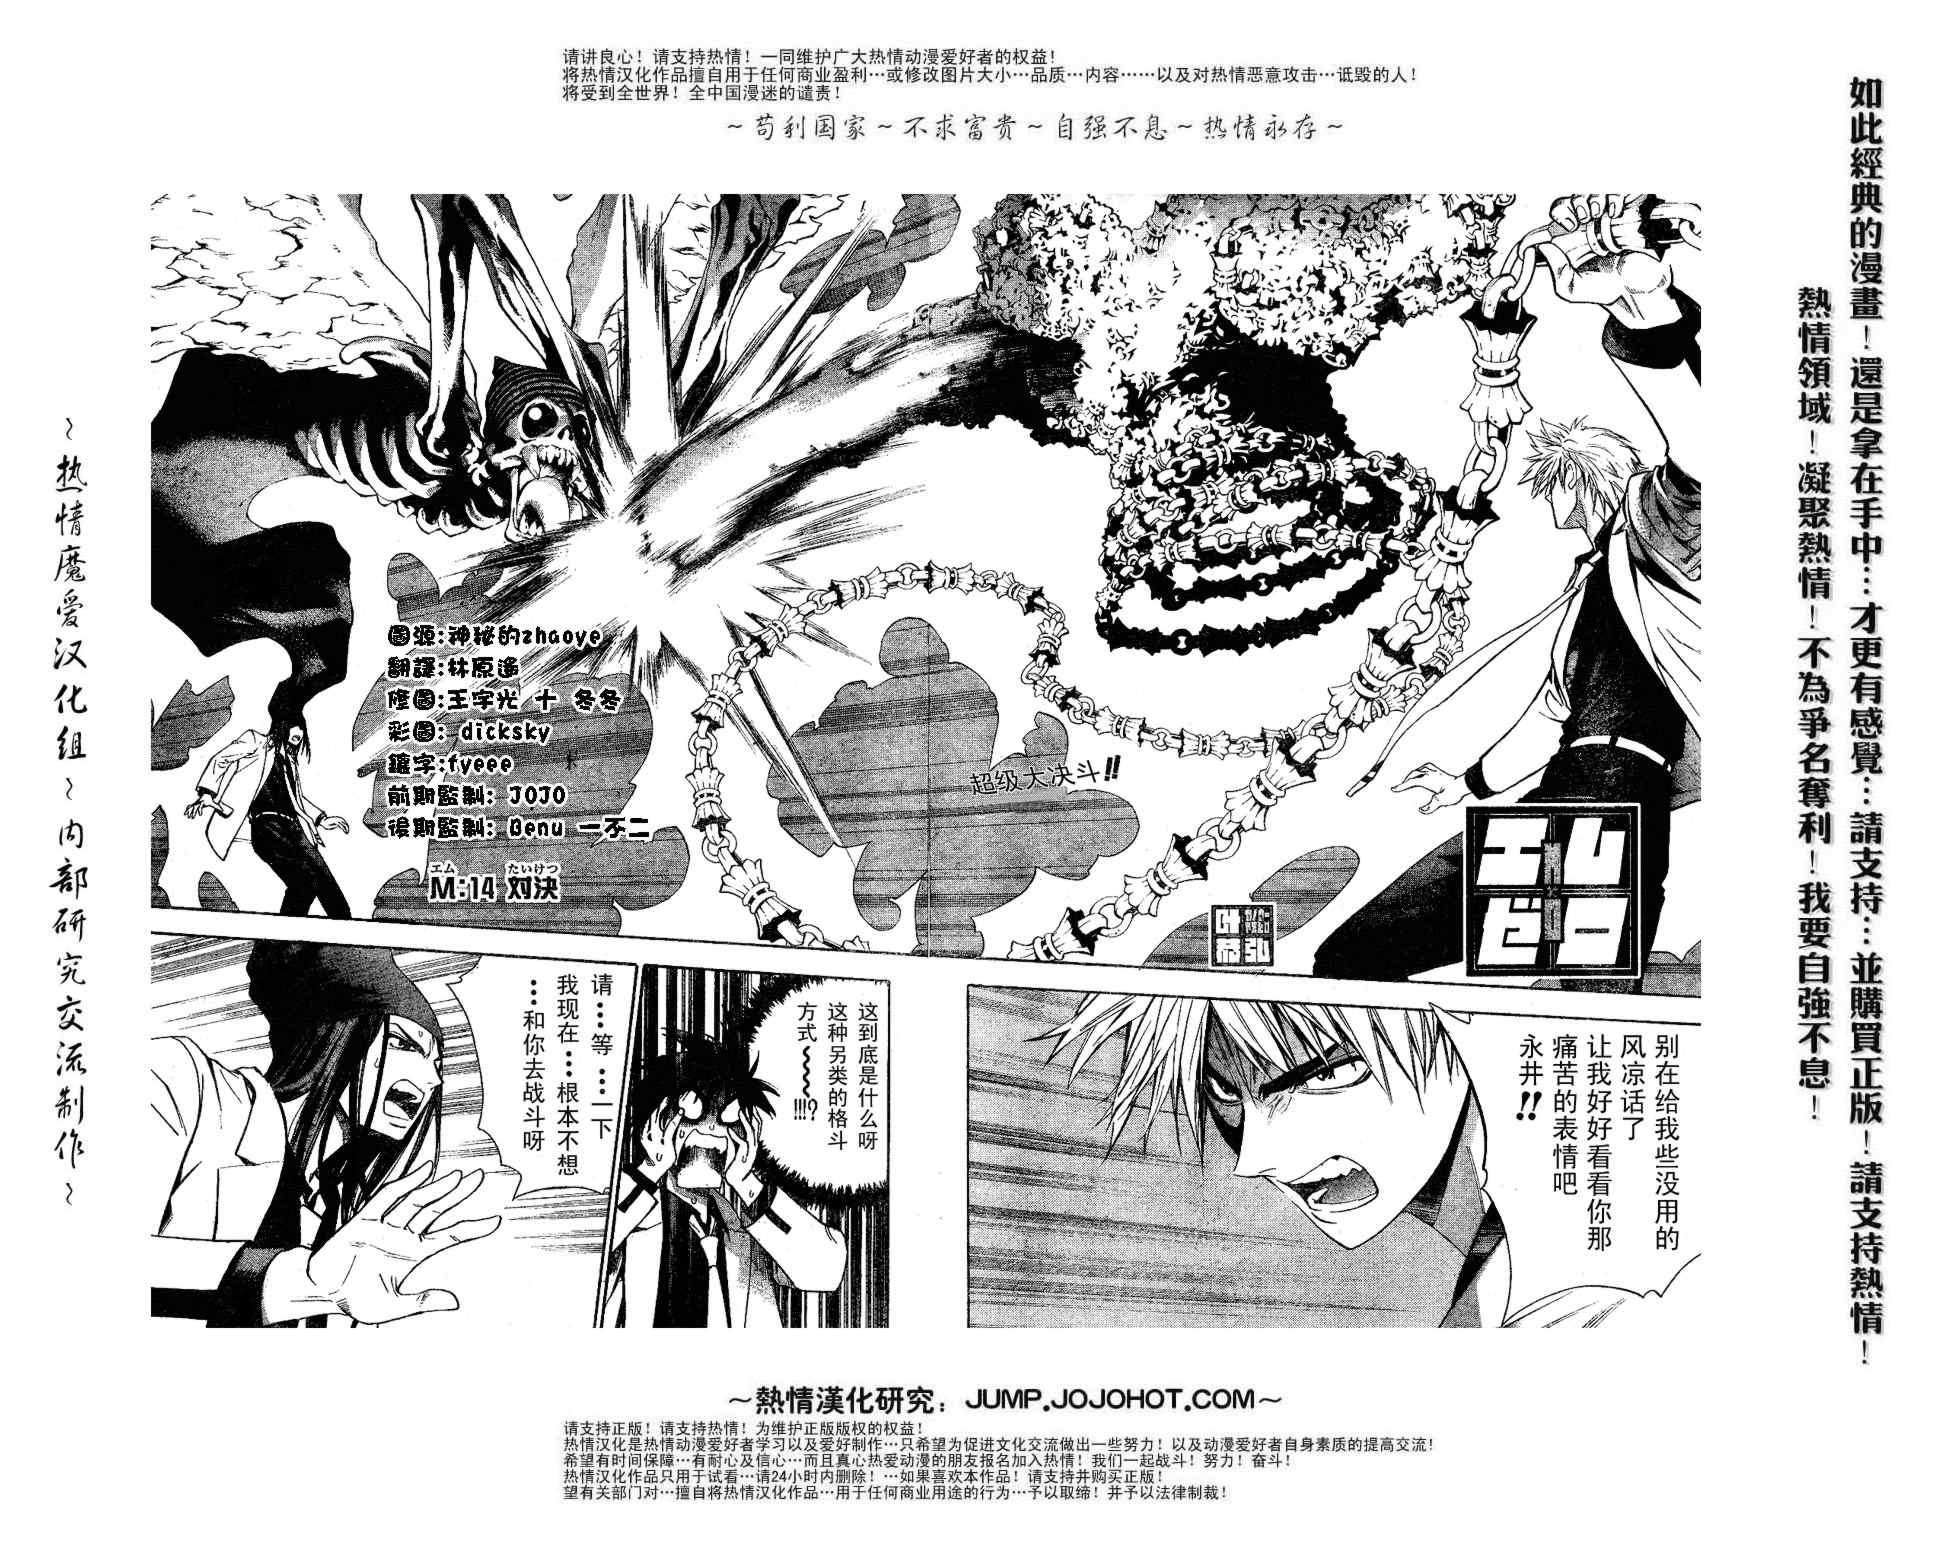 请讲良心！请支持热情！一同维护广大热情动漫爱好者的权益！
将热情汉化作品擅自用于任何商业盈利…或修改图片大小…品质…内容……以及对热情恶意攻击…诋毁的人！
将受到全世界！全中国漫迷的谴责！
～苟利国家～不求富贵～自强不息～热情永存～
如此經典的漫畫！還是拿在手中…才更有感覺…請支持…並購買正版！請支持熱情！
熱情領域！凝聚熱情！不為爭名奪利！我要自強不息！
～热情魔爱汉化组～内部研究交流制作～
圖源:神秘的zhaoye
翻譯:林原遙
修圖:王字光 十 冬冬
彩圖: dicksky
鑲字:fyeee
前期監制: JOJO
後期監制: Benu 一不二
エム たいけつ
M:14 対決
超级大决斗!!
エム
ゼロ
别在给我些没用的
风凉话了
让我好好看看你那
痛苦的表情吧
永井!!
这到底是什么呀
这种另类的格斗
方式~~~~!!!?
请…等…一下
我现在…根本不想
…和你去战斗呀
～熱情漢化研究：JUMP.JOJOHOT.COM～
请支持正版！请支持热情！为维护正版版权的权益！
热情汉化是热情动漫爱好者学习以及爱好制作…只希望为促进文化交流做出一些努力！以及动漫爱好者自身素质的提高交流！
希望有时间保障…有耐心及信心…而且真心热爱动漫的朋友报名加入热情！我们一起战斗！努力！奋斗！
热情汉化作品只用于试看…请24小时内删除！…如果喜欢本作品！请支持并购买正版！
望有关部门对…擅自将热情汉化作品…用于任何商业用途的行为…予以取缔！并予以法律制裁！